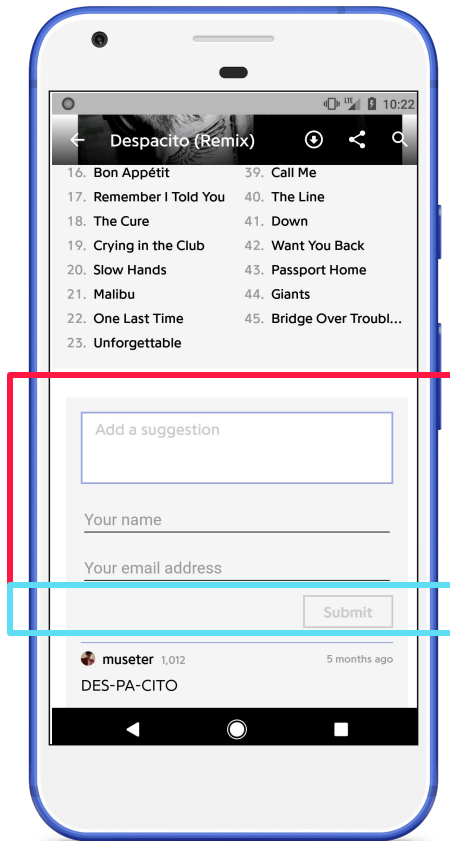 LTE 10:22
Despacito (Remix)
16. Bon Appétit
17. Remember I Told You
18. The Cure
19. Crying in the Club
20. Slow Hands
21. Malibu
22. One Last Time
23. Unforgettable
39. Call Me
40. The Line
41. Down
42. Want You Back
43. Passport Home
44. Giants
45. Bridge Over Troubl...
Add a suggestion
Your name
Your email address
Submit
museter 1,012 5 months ago
DES-PA-CITO